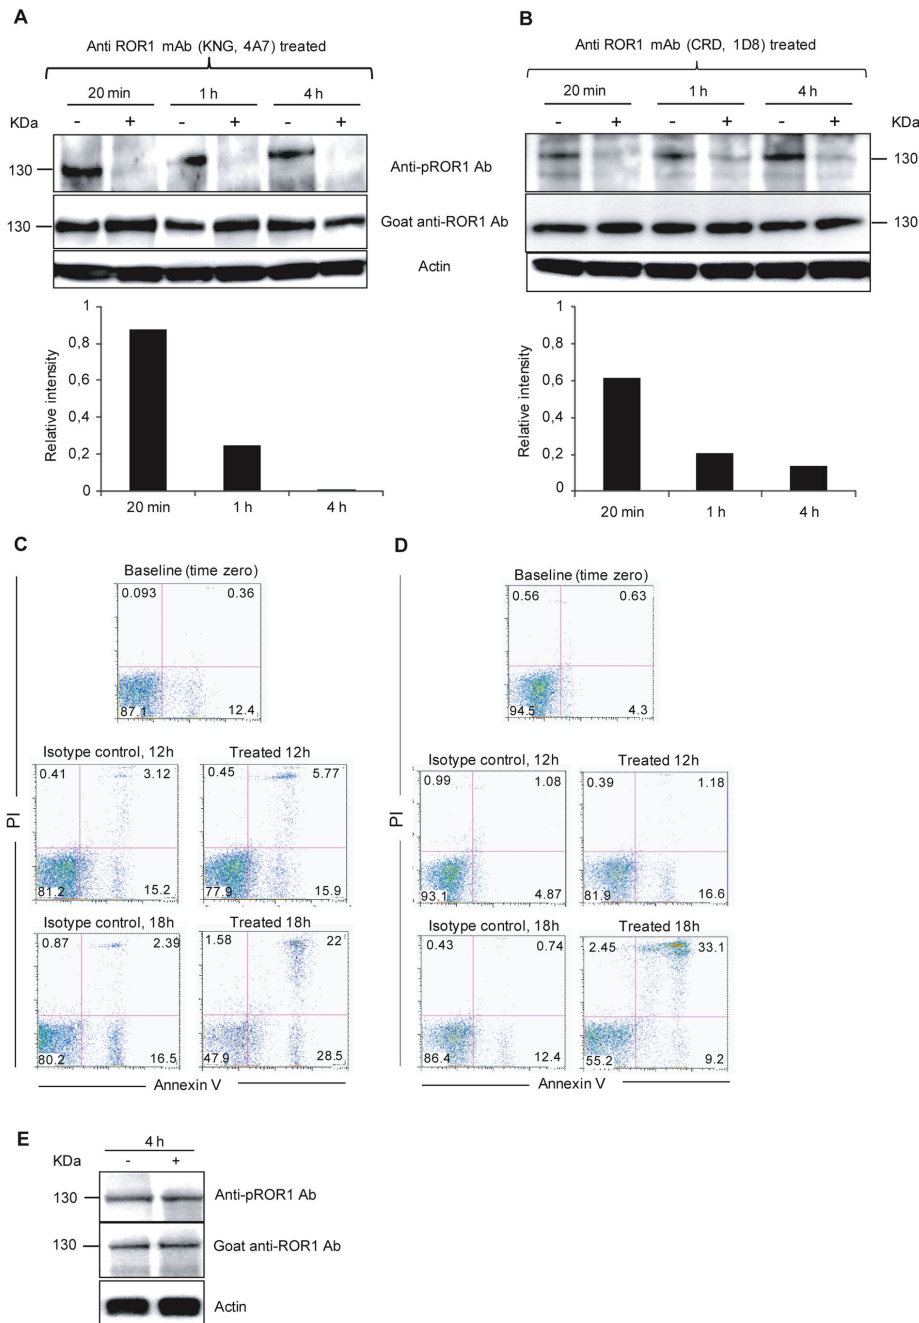 A
Anti ROR1 mAb (KNG, 4A7) treated
20 min 1 h 4 h
KDa - + - + - +
130 Anti-pROR1 Ab
130 Goat anti-ROR1 Ab
Actin
Relative intensity
1
0,8
0,6
0,4
0,2
0
20 min 1 h 4 h
B
Anti ROR1 mAb (CRD, 1D8) treated
20 min 1 h 4 h
- + - + - + KDa
130
130
Relative intensity
1
0,8
0,6
0,4
0,2
0
20 min 1 h 4 h
C
Baseline (time zero)
0.093 0.36
87.1 12.4
Isotype control, 12h Treated 12h
0.41 3.12 0.45 5.77
81.2 15.2 77.9 15.9
Isotype control, 18h Treated 18h
0.87 2.39 1.58 22
80.2 16.5 47.9 28.5
PI
Annexin V
D
Baseline (time zero)
0.56 0.63
94.5 4.3
Isotype control, 12h Treated 12h
0.99 1.08 0.39 1.18
93.1 4.87 81.9 16.6
Isotype control, 18h Treated 18h
0.43 0.74 2.45 33.1
86.4 12.4 55.2 9.2
PI
Annexin V
E
4 h
KDa - +
130 Anti-pROR1 Ab
130 Goat anti-ROR1 Ab
Actin